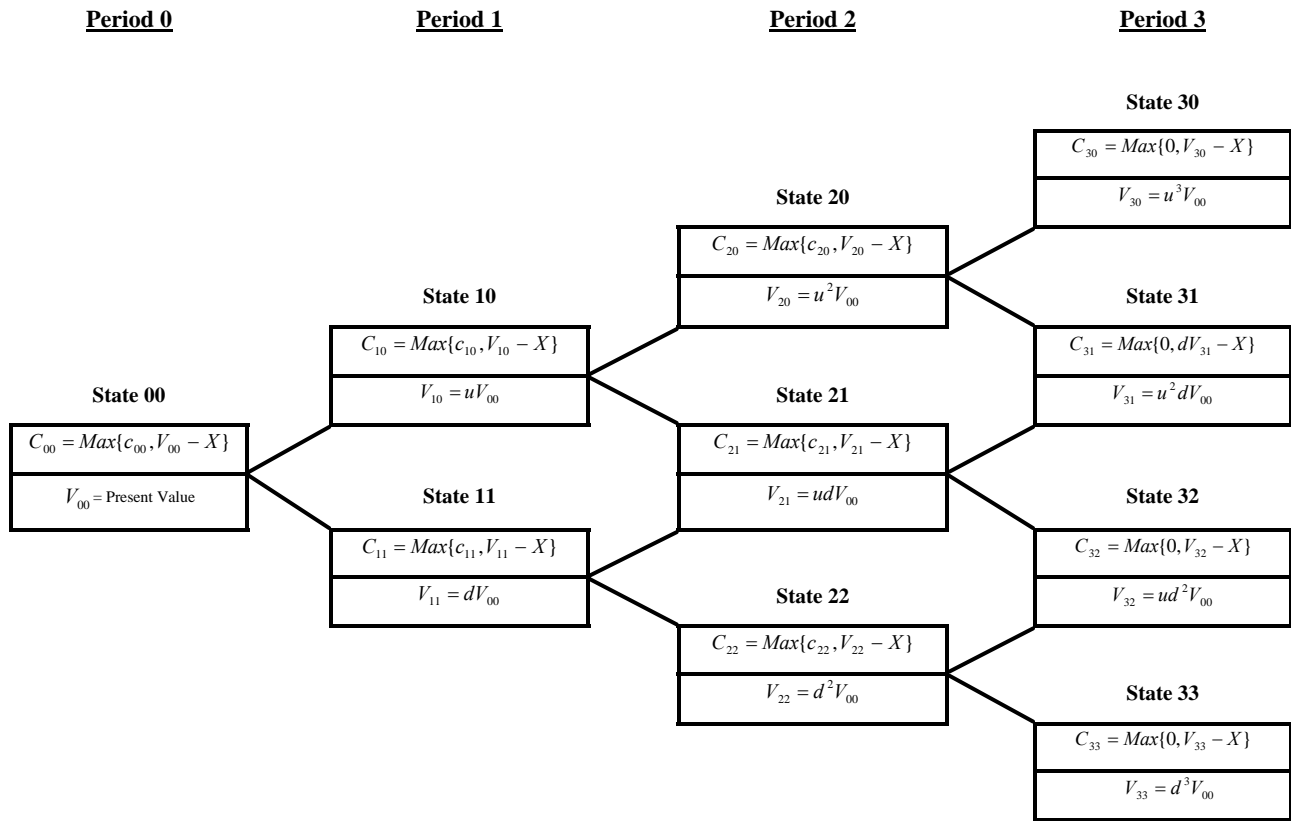 Period 0 Period 1 Period 2 Period 3
State 30
C₃₀ = Max{0, V₃₀ − X}
V₃₀ = u³V₀₀
State 20
C₂₀ = Max{c₂₀, V₂₀ − X}
V₂₀ = u²V₀₀
State 10
C₁₀ = Max{c₁₀, V₁₀ − X}
V₁₀ = uV₀₀
State 31
C₃₁ = Max{0, dV₃₁ − X}
V₃₁ = u²dV₀₀
State 00
C₀₀ = Max{c₀₀, V₀₀ − X}
V₀₀ = Present Value
State 21
C₂₁ = Max{c₂₁, V₂₁ − X}
V₂₁ = udV₀₀
State 11
C₁₁ = Max{c₁₁, V₁₁ − X}
V₁₁ = dV₀₀
State 32
C₃₂ = Max{0, V₃₂ − X}
V₃₂ = ud²V₀₀
State 22
C₂₂ = Max{c₂₂, V₂₂ − X}
V₂₂ = d²V₀₀
State 33
C₃₃ = Max{0, V₃₃ − X}
V₃₃ = d³V₀₀